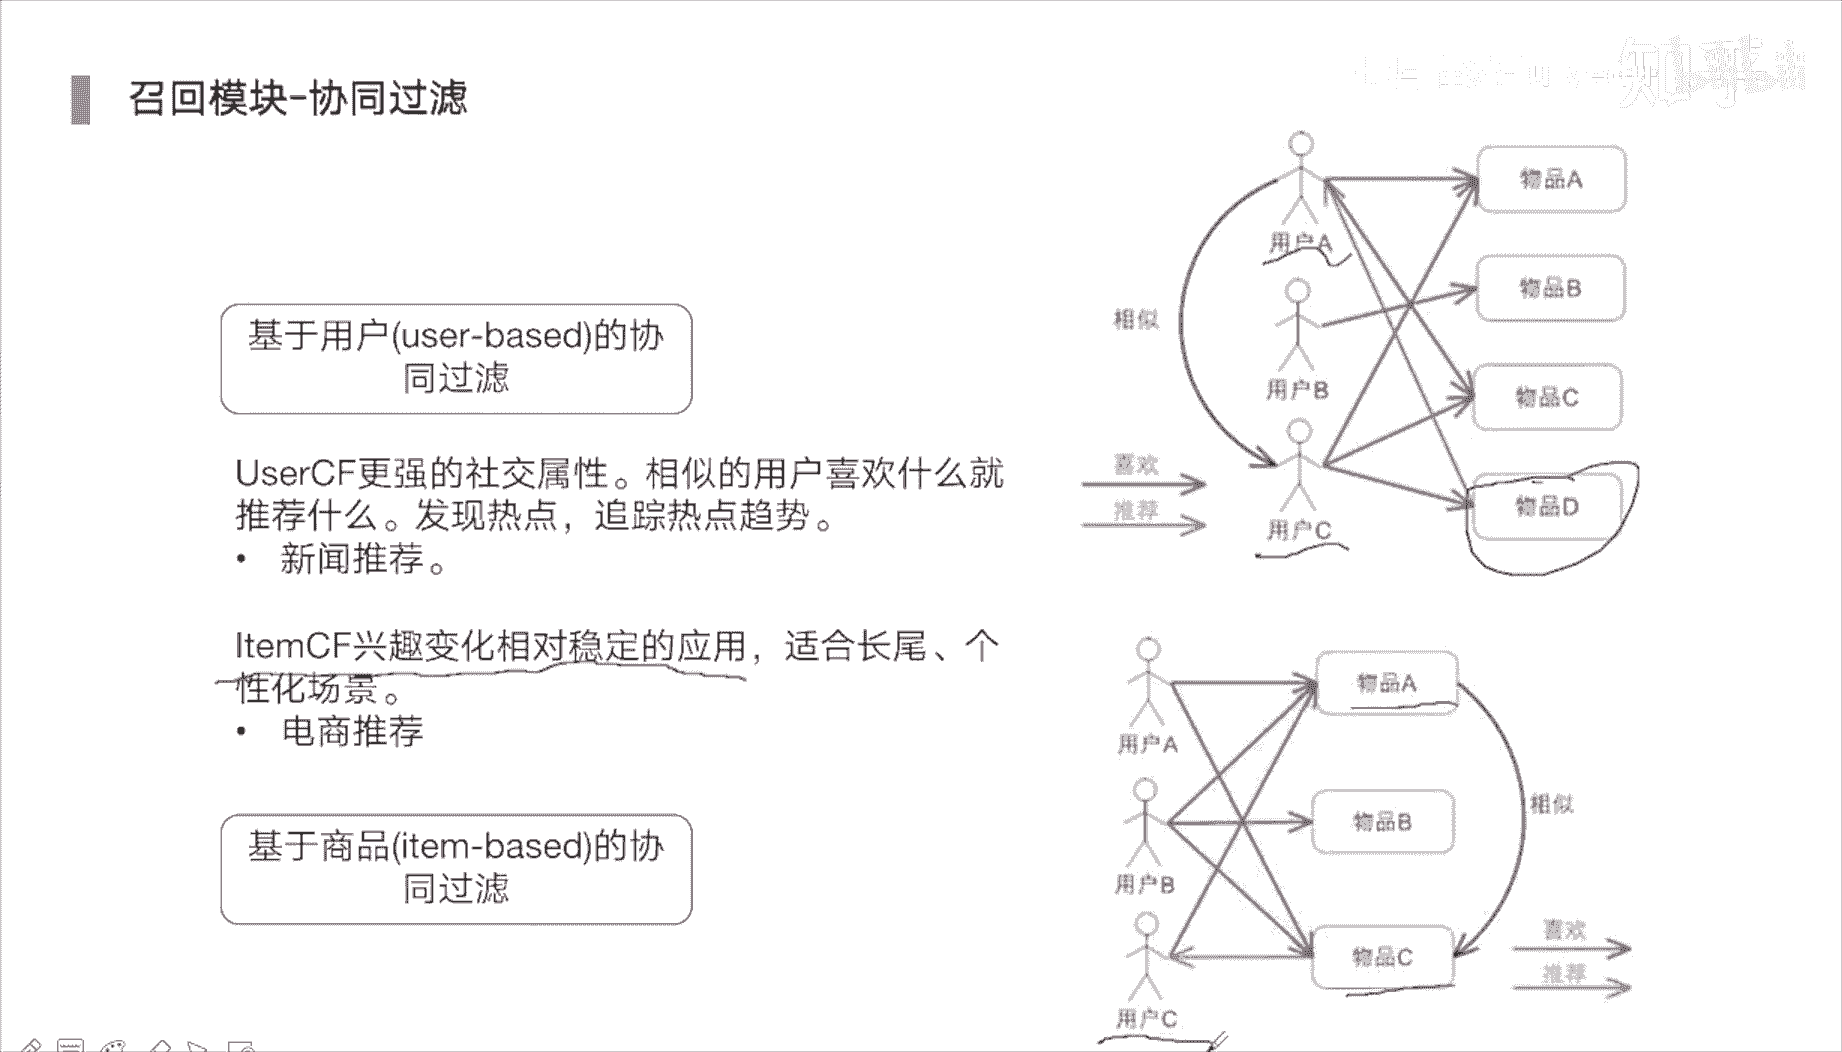 召回模块-协同过滤
知乎
基于用户(user-based)的协
同过滤
UserCF更强的社交属性。相似的用户喜欢什么就
推荐什么。发现热点，追踪热点趋势。
• 新闻推荐。
ItemCF兴趣变化相对稳定的应用，适合长尾、个
性化场景。
• 电商推荐
基于商品(item-based)的协
同过滤
用户A
用户B
用户C
相似
喜欢
推荐
物品A
物品B
物品C
物品D
用户A
用户B
用户C
物品A
物品B
物品C
相似
喜欢
推荐